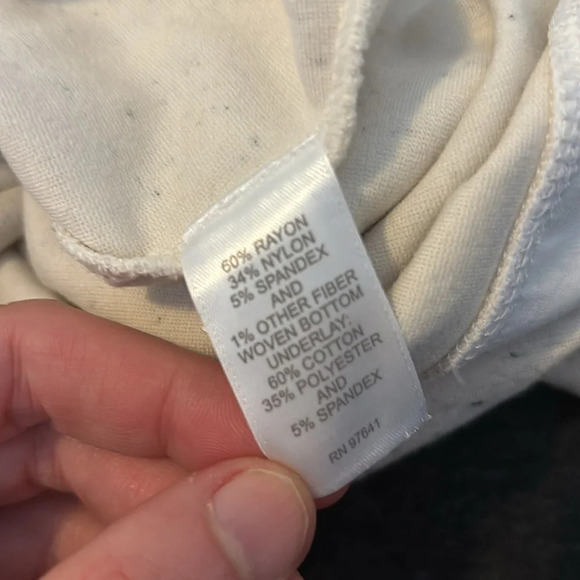 60% RAYON
34% NYLON
5% SPANDEX
AND
1% OTHER FIBER
WOVEN BOTTOM
UNDERLAY:
60% COTTON
35% POLYESTER
AND
5% SPANDEX
RN 97641